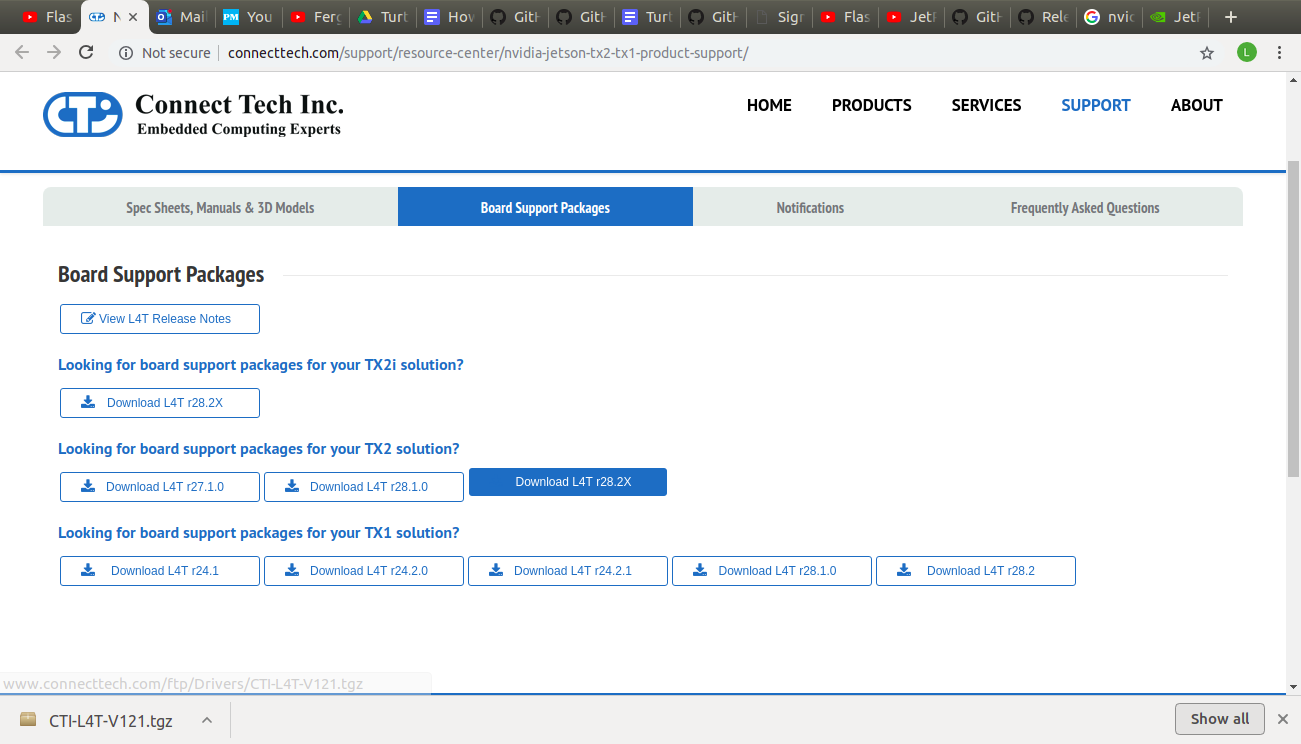 Flas
N
Mail
You
Ferg
Turt
Hov
GitH
GitH
Turt
GitH
Sigr
Flas
JetP
GitH
Rele
nvid
JetP
Not secure
connecttech.com/support/resource-center/nvidia-jetson-tx2-tx1-product-support/
L
Connect Tech Inc.
Embedded Computing Experts
HOME PRODUCTS SERVICES SUPPORT ABOUT
Spec Sheets, Manuals & 3D Models Board Support Packages Notifications Frequently Asked Questions
Board Support Packages
View L4T Release Notes
Looking for board support packages for your TX2i solution?
Download L4T r28.2X
Looking for board support packages for your TX2 solution?
Download L4T r27.1.0 Download L4T r28.1.0 Download L4T r28.2X
Looking for board support packages for your TX1 solution?
Download L4T r24.1 Download L4T r24.2.0 Download L4T r24.2.1 Download L4T r28.1.0 Download L4T r28.2
www.connecttech.com/ftp/Drivers/CTI-L4T-V121.tgz
CTI-L4T-V121.tgz
Show all